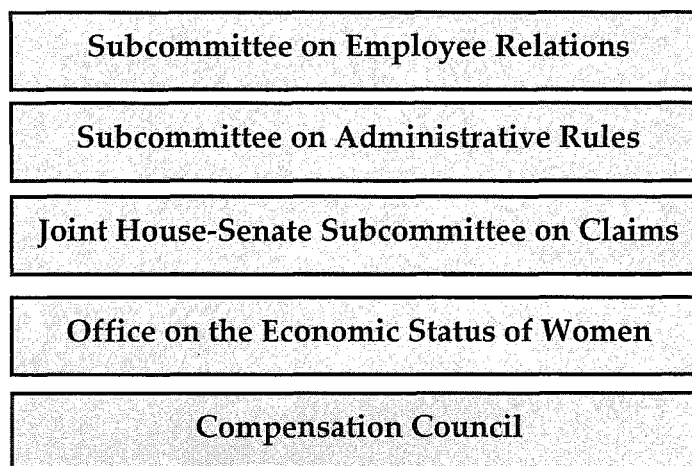 Subcommittee on Employee Relations
Subcommittee on Administrative Rules
Joint House-Senate Subcommittee on Claims
Office on the Economic Status of Women
Compensation Council